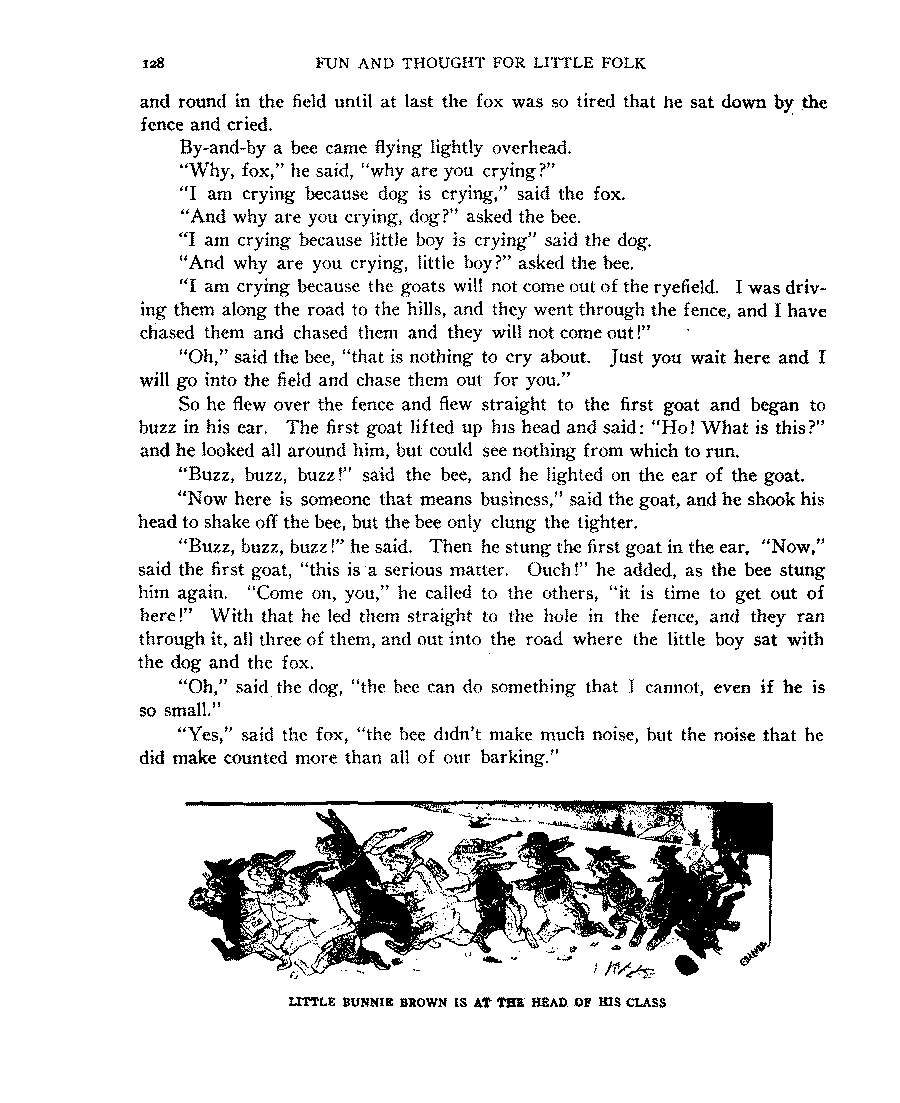 128 FUN AND THOUGHT FOR LITTLE FOLK
and round in the field until at last the fox was so tired that he sat down by the
fence and cried.
By-and-by a bee came flying lightly overhead.
"Why, fox," he said, "why are you crying?"
"I am crying because dog is crying," said the fox.
"And why are you crying, dog?" asked the bee.
"I am crying because little boy is crying" said the dog.
"And why are you crying, little boy?" asked the bee.
"I am crying because the goats will not come out of the ryefield. I was driv-
ing them along the road to the hills, and they went through the fence, and I have
chased them and chased them and they will not come out!"
"Oh," said the bee, "that is nothing to cry about. Just you wait here and I
will go into the field and chase them out for you."
So he flew over the fence and flew straight to the first goat and began to
buzz in his ear. The first goat lifted up his head and said: "Ho! What is this?"
and he looked all around him, but could see nothing from which to run.
"Buzz, buzz, buzz!" said the bee, and he lighted on the ear of the goat.
"Now here is someone that means business," said the goat, and he shook his
head to shake off the bee, but the bee only clung the tighter.
"Buzz, buzz, buzz!" he said. Then he stung the first goat in the ear. "Now,"
said the first goat, "this is a serious matter. Ouch!" he added, as the bee stung
him again. "Come on, you," he called to the others, "it is time to get out of
here!" With that he led them straight to the hole in the fence, and they ran
through it, all three of them, and out into the road where the little boy sat with
the dog and the fox.
"Oh," said the dog, "the bee can do something that I cannot, even if he is
so small."
"Yes," said the fox, "the bee didn't make much noise, but the noise that he
did make counted more than all of our barking."
LITTLE BUNNIE BROWN IS AT THE HEAD OF HIS CLASS